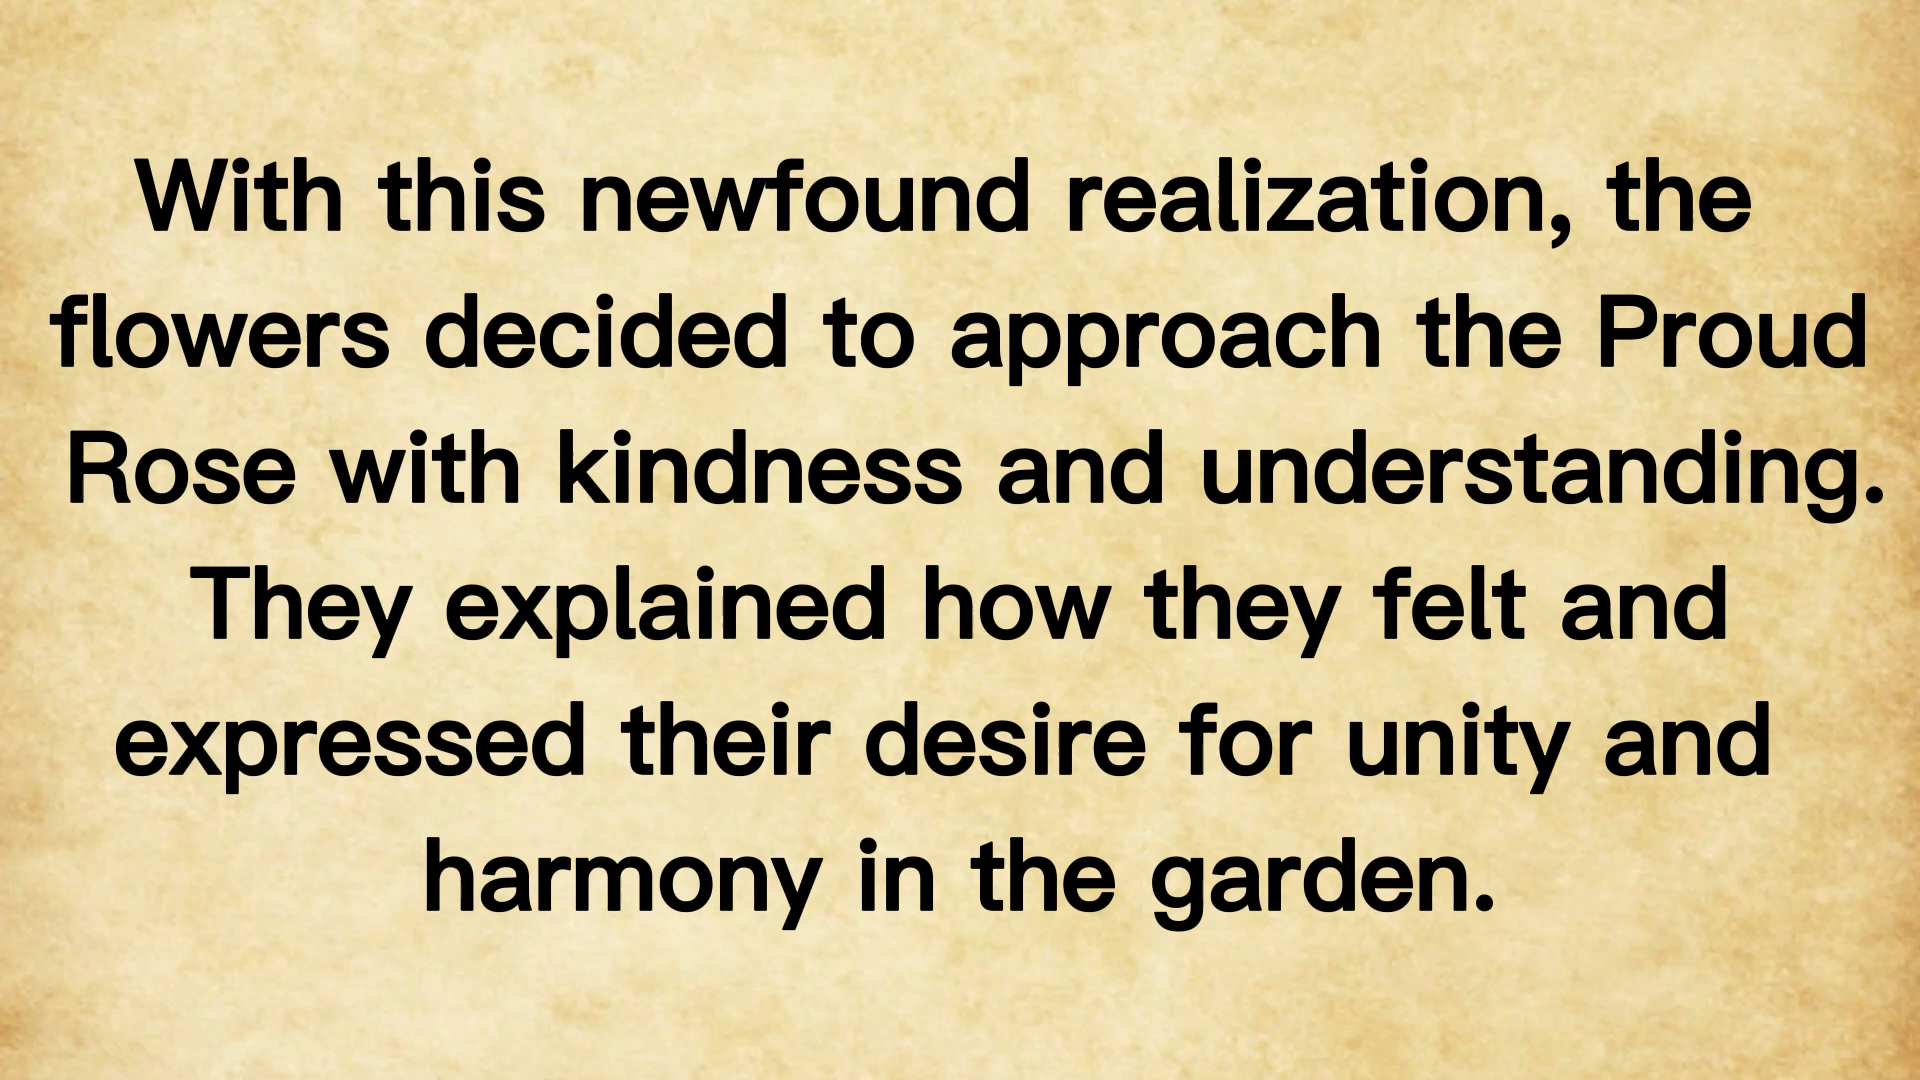 With this newfound realization, the
flowers decided to approach the Proud
Rose with kindness and understanding.
They explained how they felt and
expressed their desire for unity and
harmony in the garden.